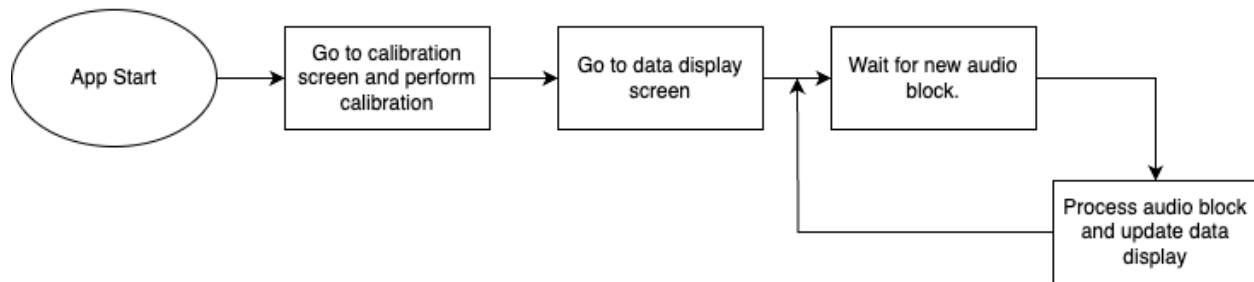 App Start
Go to calibration
screen and perform
calibration
Go to data display
screen
Wait for new audio
block.
Process audio block
and update data
display